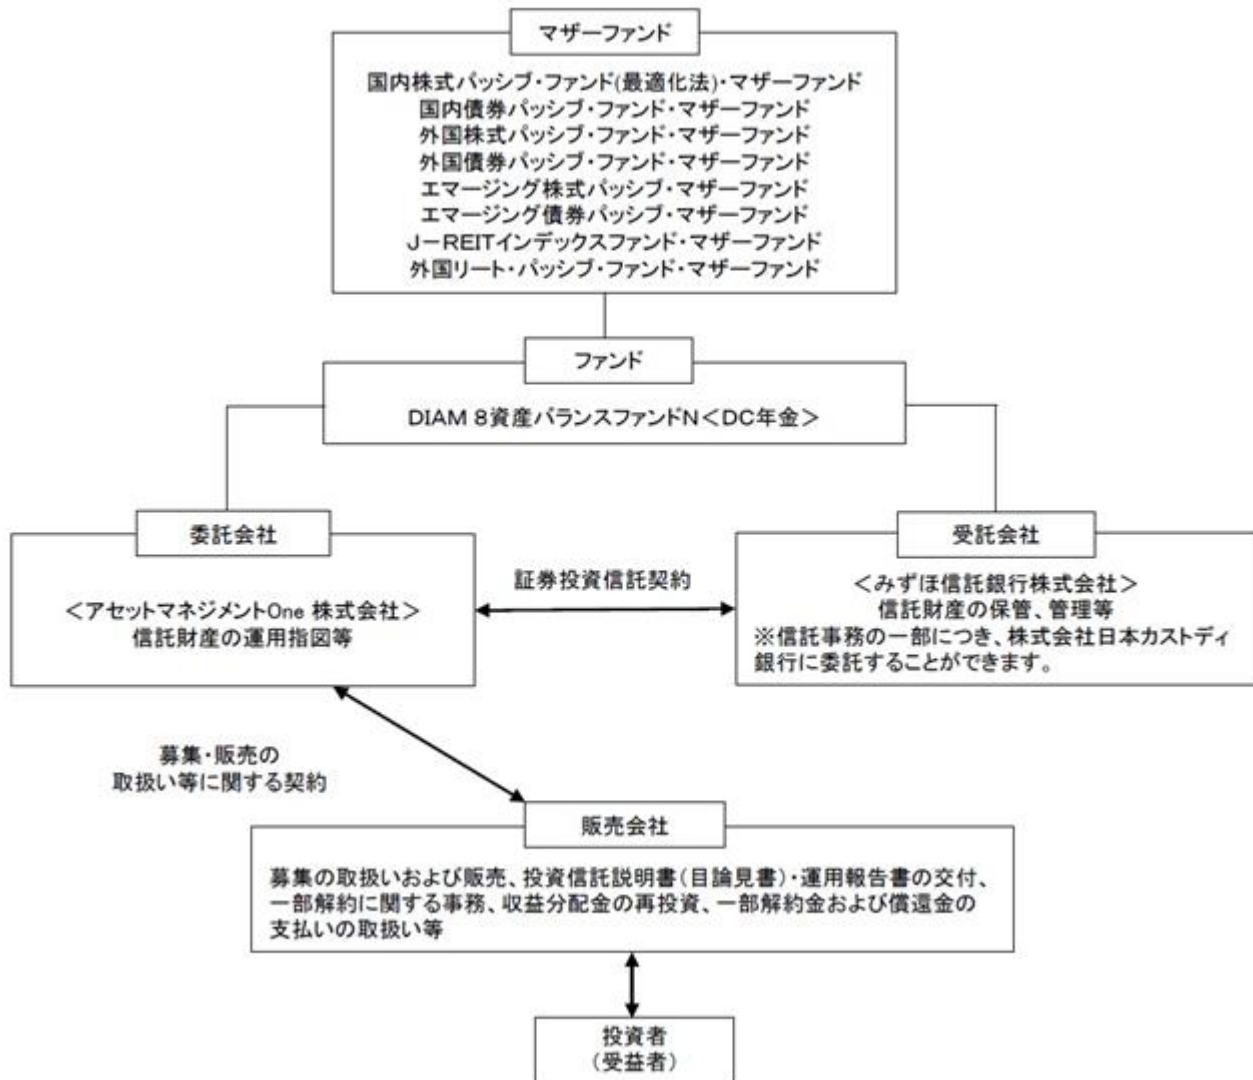 マザーファンド
国内株式パッシブ・ファンド(最適化法)・マザーファンド
国内債券パッシブ・ファンド・マザーファンド
外国株式パッシブ・ファンド・マザーファンド
外国債券パッシブ・ファンド・マザーファンド
エマージング株式パッシブ・マザーファンド
エマージング債券パッシブ・マザーファンド
J-REITインデックスファンド・マザーファンド
外国リート・パッシブ・ファンド・マザーファンド
ファンド
DIAM 8資産バランスファンドN＜DC年金＞
委託会社
＜アセットマネジメントOne 株式会社＞
信託財産の運用指図等
証券投資信託契約
受託会社
＜みずほ信託銀行株式会社＞
信託財産の保管、管理等
※信託事務の一部につき、株式会社日本カストディ
銀行に委託することができます。
募集・販売の
取扱い等に関する契約
販売会社
募集の取扱いおよび販売、投資信託説明書(目論見書)・運用報告書の交付、
一部解約に関する事務、収益分配金の再投資、一部解約金および償還金の
支払いの取扱い等
投資者
(受益者)